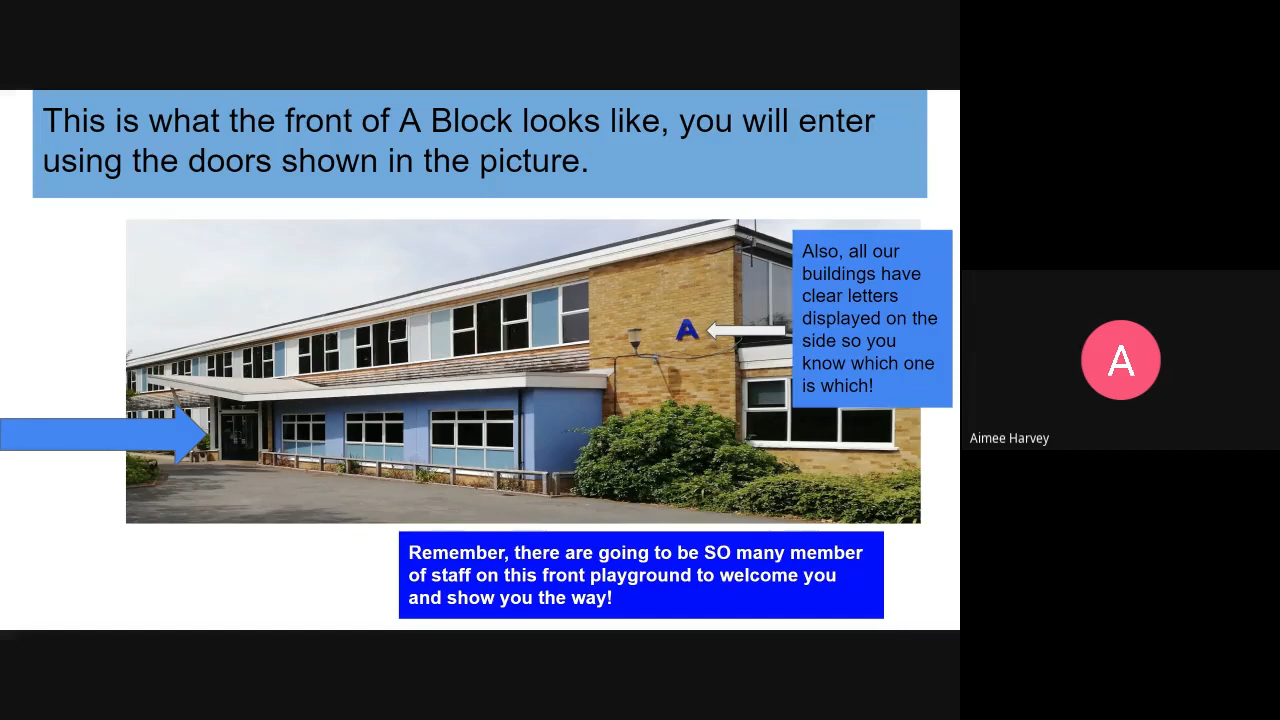 This is what the front of A Block looks like, you will enter
using the doors shown in the picture.
Also, all our
buildings have
clear letters
displayed on the
side so you
know which one
is which!
A
A
Aimee Harvey
Remember, there are going to be SO many member
of staff on this front playground to welcome you
and show you the way!